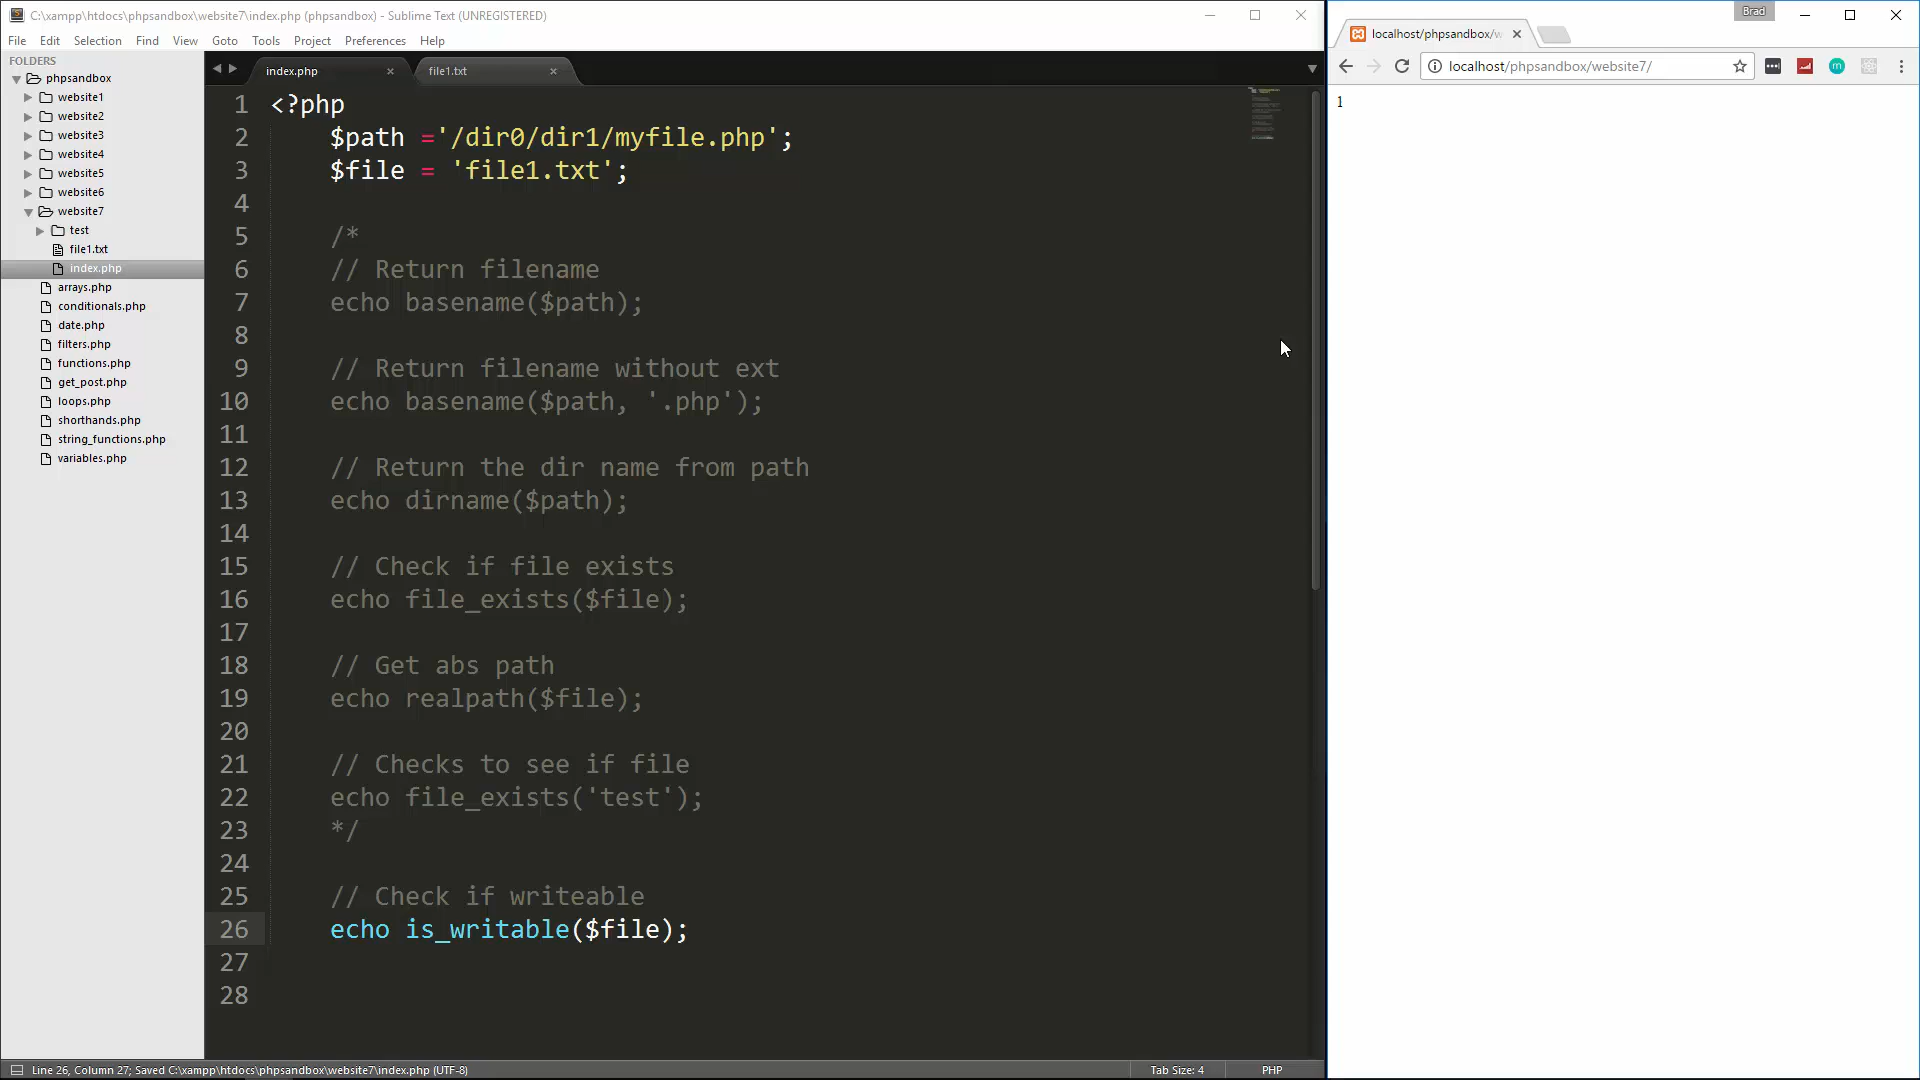 C:\xampp\htdocs\phpsandbox\website7\index.php (phpsandbox) - Sublime Text (UNREGISTERED)
File Edit Selection Find View Goto Tools Project Preferences Help
FOLDERS
phpsandbox
website1
website2
website3
website4
website5
website6
website7
test
file1.txt
index.php
arrays.php
conditionals.php
date.php
filters.php
functions.php
get_post.php
loops.php
shorthands.php
string_functions.php
variables.php
index.php
file1.txt
1 <?php
2 $path ='/dir0/dir1/myfile.php';
3 $file = 'file1.txt';
4
5 /*
6 // Return filename
7 echo basename($path);
8
9 // Return filename without ext
10 echo basename($path, '.php');
11
12 // Return the dir name from path
13 echo dirname($path);
14
15 // Check if file exists
16 echo file_exists($file);
17
18 // Get abs path
19 echo realpath($file);
20
21 // Checks to see if file
22 echo file_exists('test');
23 */
24
25 // Check if writeable
26 echo is_writable($file);
27
28
Line 26, Column 27; Saved C:\xampp\htdocs\phpsandbox\website7\index.php (UTF-8)
Tab Size: 4
PHP
Brad
localhost/phpsandbox/w
localhost/phpsandbox/website7/
m
1